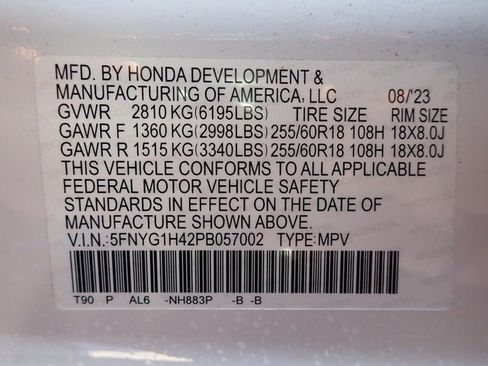 MFD. BY HONDA DEVELOPMENT &
MANUFACTURING OF AMERICA, LLC 08/'23
GVWR 2810 KG(6195LBS) TIRE SIZE RIM SIZE
GAWR F 1360 KG(2998LBS) 255/60R18 108H 18X8.0J
GAWR R 1515 KG(3340LBS) 255/60R18 108H 18X8.0J
THIS VEHICLE CONFORMS TO ALL APPLICABLE
FEDERAL MOTOR VEHICLE SAFETY
STANDARDS IN EFFECT ON THE DATE OF
MANUFACTURE SHOWN ABOVE.
V.I.N.:5FNYG1H42PB057002 TYPE:MPV
T90 P AL6 -NH883P -B -B